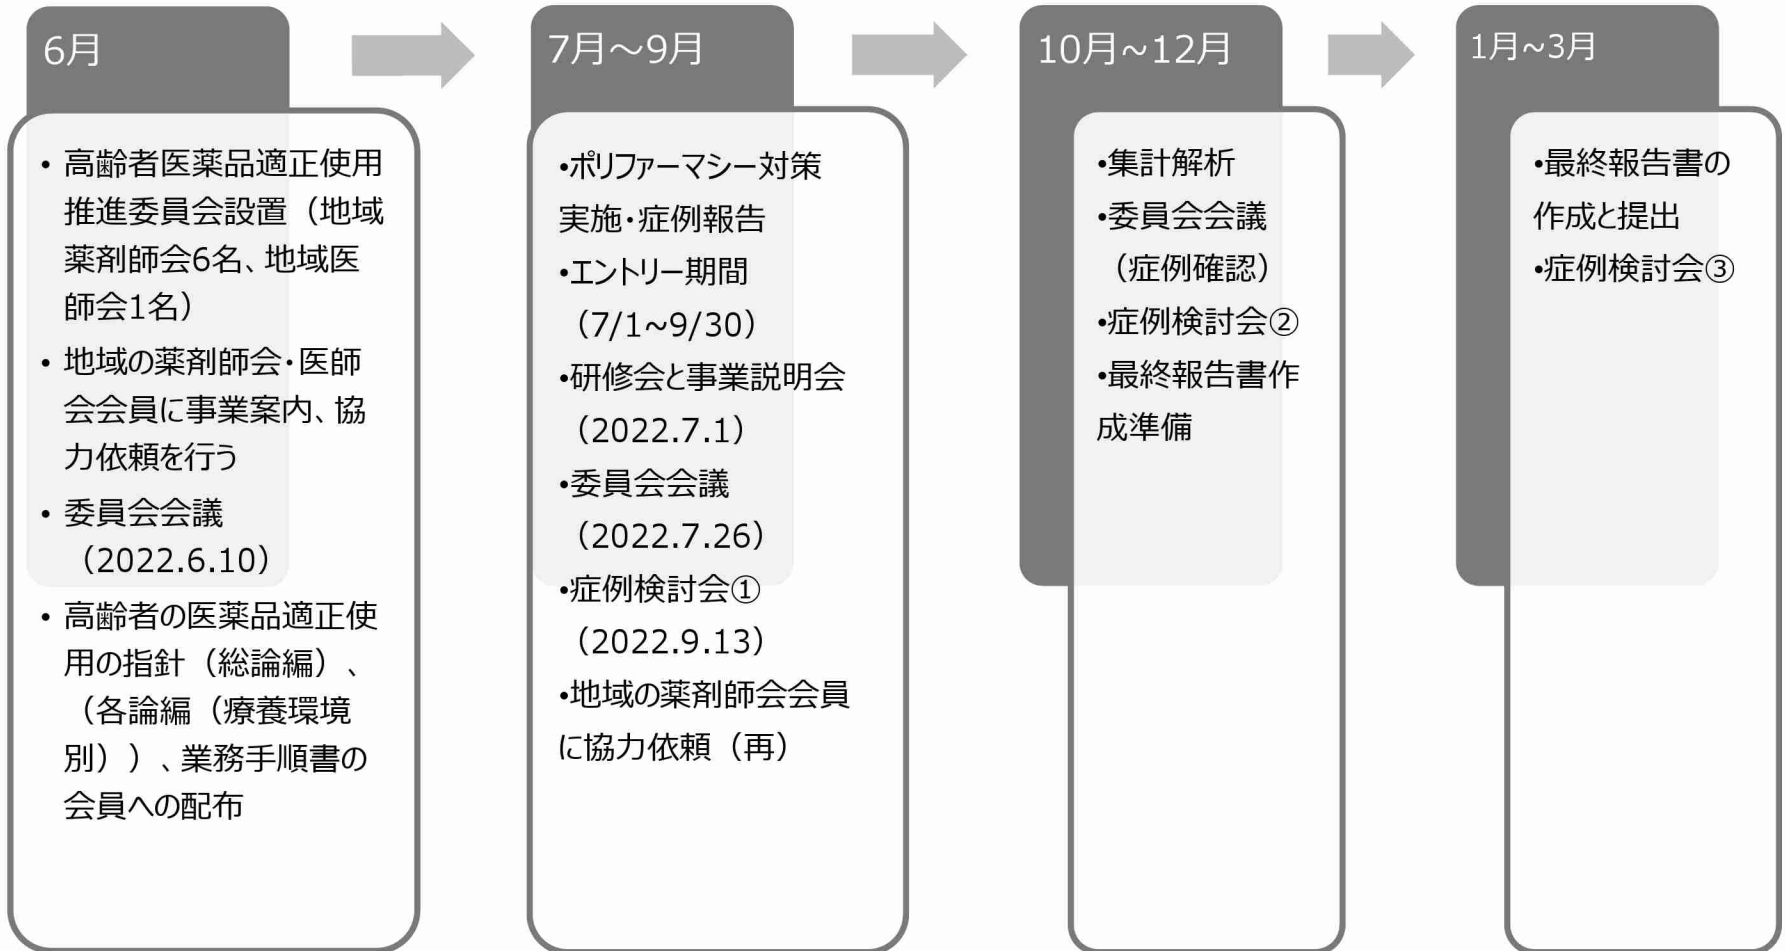 6月
• 高齢者医薬品適正使用
推進委員会設置（地域
薬剤師会6名、地域医
師会1名）
• 地域の薬剤師会・医師
会会員に事業案内、協
力依頼を行う
• 委員会会議
（2022.6.10）
• 高齢者の医薬品適正使
用の指針（総論編）、
（各論編（療養環境
別））、業務手順書の
会員への配布
7月～9月
•ポリファーマシー対策
実施・症例報告
•エントリー期間
（7/1~9/30）
•研修会と事業説明会
（2022.7.1）
•委員会会議
（2022.7.26）
•症例検討会①
（2022.9.13）
•地域の薬剤師会会員
に協力依頼（再）
10月~12月
•集計解析
•委員会会議
（症例確認）
•症例検討会②
•最終報告書作
成準備
1月~3月
•最終報告書の
作成と提出
•症例検討会③